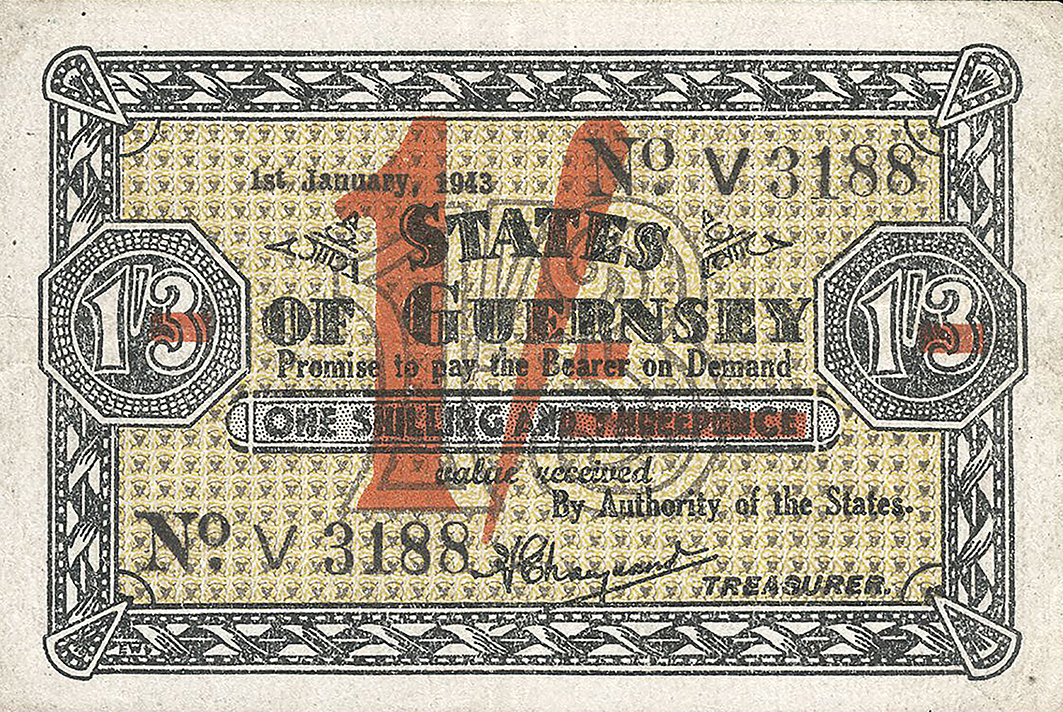 1st January, 1943
No V 3188
1/
STATES
OF GUERNSEY
1/3
1/3
Promise to pay the Bearer on Demand
ONE SHILLING AND THREEPENCE
value received
By Authority of the States.
No V 3188
TREASURER.